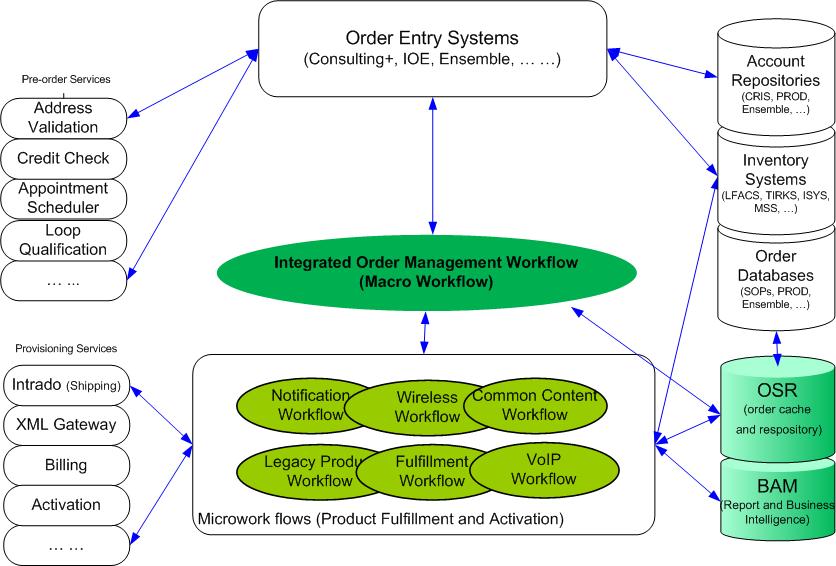 Order Entry Systems
(Consulting+, IOE, Ensemble, … …)
Pre-order Services
Address
Validation
Credit Check
Appointment
Scheduler
Loop
Qualification
… ...
Account
Repositories
(CRIS, PROD,
Ensemble, …)
Inventory
Systems
(LFACS, TIRKS, ISYS,
MSS, …)
Order
Databases
(SOPs, PROD,
Ensemble, …)
Integrated Order Management Workflow
(Macro Workflow)
Provisioning Services
Intrado (Shipping)
XML Gateway
Billing
Activation
… …
Notification
Workflow
Wireless
Workflow
Common Content
Workflow
Legacy Produ
Workflow
Fulfillment
Workflow
VoIP
Workflow
Microwork flows (Product Fulfillment and Activation)
OSR
(order cache
and respository)
BAM
(Report and Business
Intelligence)